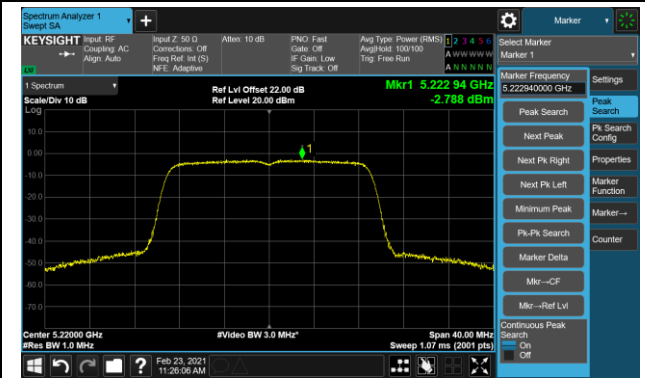 Spectrum Analyzer 1
Swept SA
Marker
KEYSIGHT
Input: RF
Coupling: AC
Align: Auto
Input Z: 50 Ω
Corrections: Off
Freq Ref: Int (S)
NFE: Adaptive
Atten: 10 dB
PNO: Fast
Gate: Off
IF Gain: Low
Sig Track: Off
Avg Type: Power (RMS)
Avg|Hold: 100/100
Trig: Free Run
1 2 3 4 5 6
A W W W W W
A N N N N N
Select Marker
Marker 1
1 Spectrum
Scale/Div 10 dB
Log
Ref Lvl Offset 22.00 dB
Ref Level 20.00 dBm
Mkr1 5.222 94 GHz
-2.788 dBm
10.0
0.00
-10.0
-20.0
-30.0
-40.0
-50.0
-60.0
-70.0
1
Center 5.22000 GHz
#Res BW 1.0 MHz
#Video BW 3.0 MHz*
Span 40.00 MHz
Sweep 1.07 ms (2001 pts)
Marker Frequency
5.222940000 GHz
Peak Search
Next Peak
Next Pk Right
Next Pk Left
Minimum Peak
Pk-Pk Search
Marker Delta
Mkr→CF
Mkr→Ref Lvl
Continuous Peak
Search
On
Off
Settings
Peak
Search
Pk Search
Config
Properties
Marker
Function
Marker→
Counter
?
Feb 23, 2021
11:26:06 AM